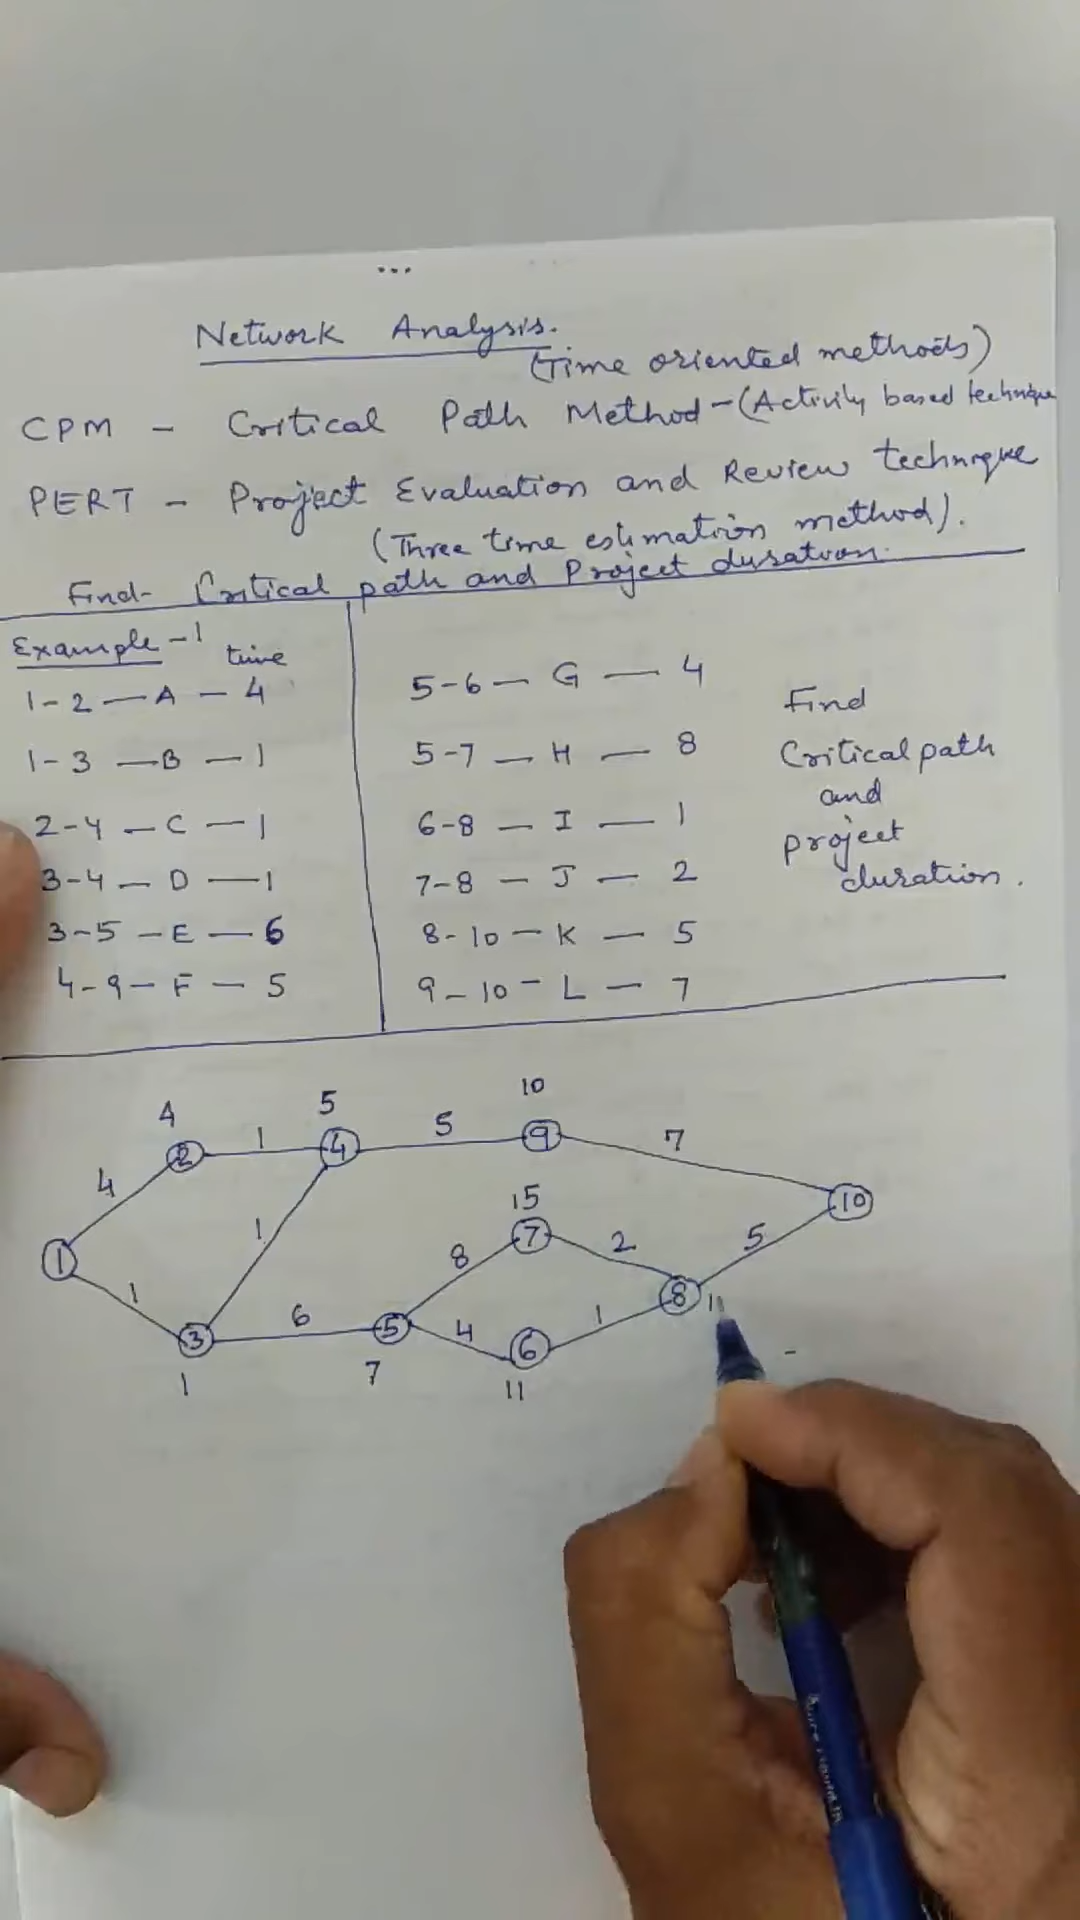 Network Analysis.
(Time oriented methods)
CPM - Critical Path Method - (Activity based technique
PERT - Project Evaluation and Review technique
(Three time estimation method).
Find- Critical path and Project duration.
Example-1 time
1-2 — A — 4
1-3 — B — 1
2-4 — C — 1
3-4 — D — 1
3-5 — E — 6
4-9 — F — 5
5-6 — G — 4
5-7 — H — 8
6-8 — I — 1
7-8 — J — 2
8-10 — K — 5
9-10 — L — 7
Find
Critical path
and
project
duration.
4 5 10
1 5 7
2 4 9
4 10
15
1 7 2 5
1 8
8 1
1 6 4 1
3 5 6
1 7 11